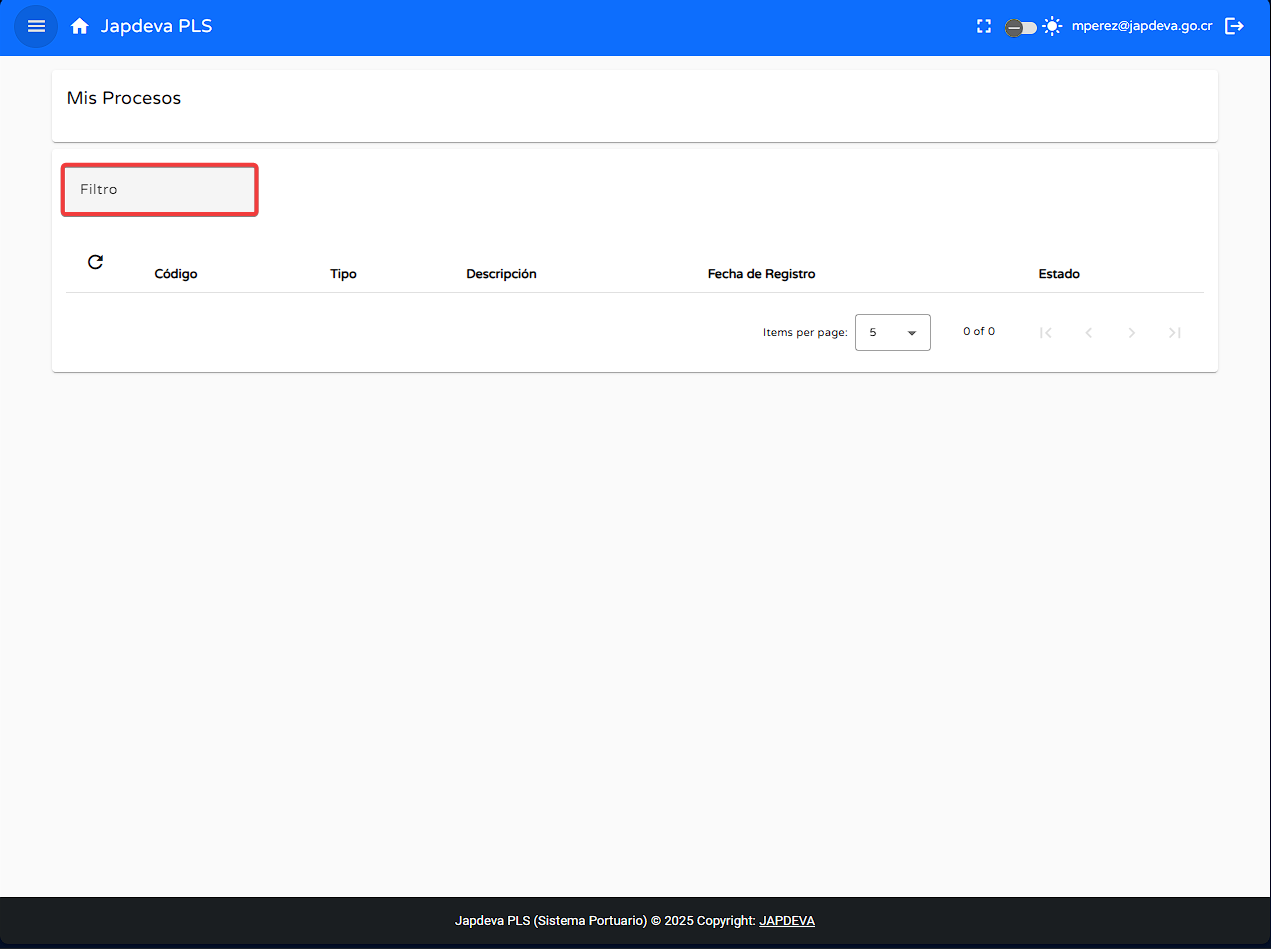 Japdeva PLS
mperez@japdeva.go.cr
Mis Procesos
Filtro
Código Tipo Descripción Fecha de Registro Estado
Items per page: 5 0 of 0
Japdeva PLS (Sistema Portuario) © 2025 Copyright: JAPDEVA